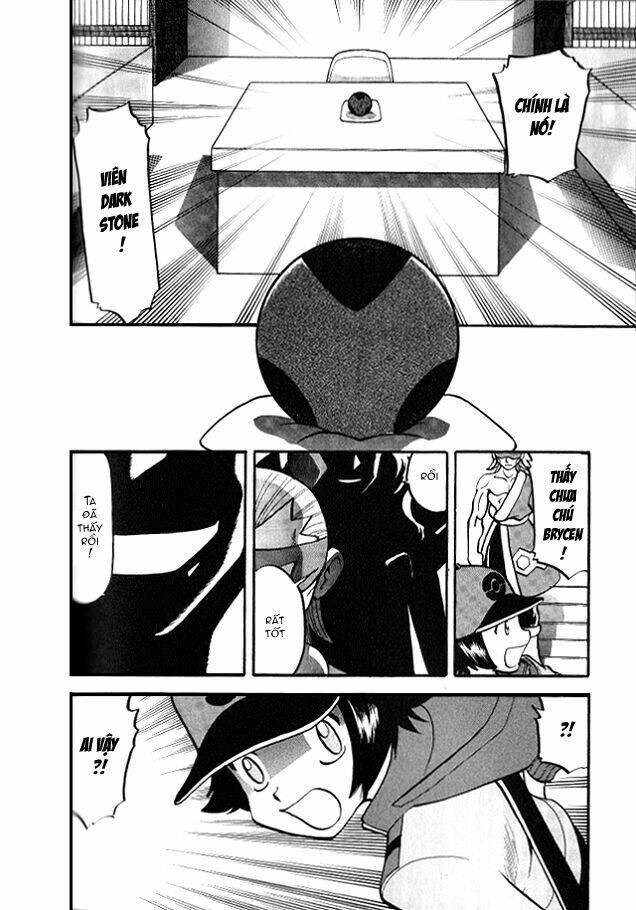 CHÍNH LÀ
NÓ!
VIÊN
DARK
STONE
!
THẤY
CHƯA
CHÚ
BRYCEN
!
RỒI
RẤT
TỐT
TA
ĐÃ
THẤY
RỒI
!
?!
AI VẬY
?!